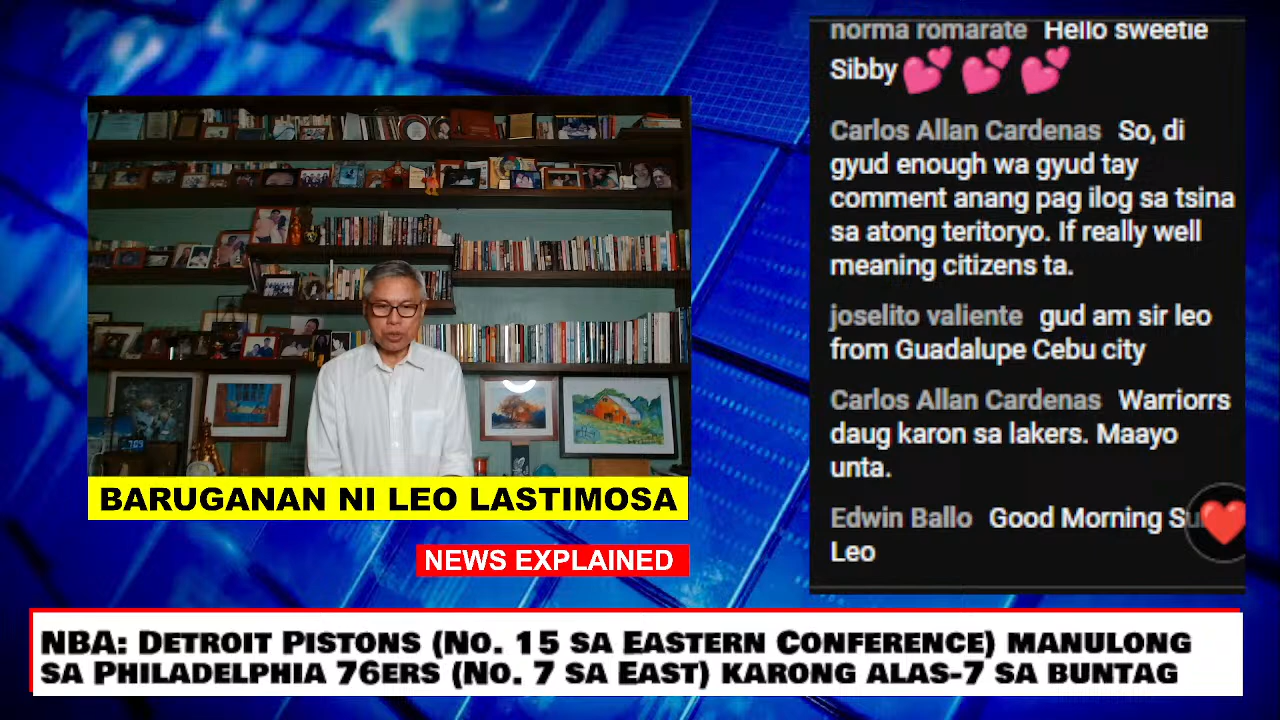 norma romarate Hello sweetie
Sibby
Carlos Allan Cardenas So, di
gyud enough wa gyud tay
comment anang pag ilog sa tsina
sa atong teritoryo. If really well
meaning citizens ta.
joselito valiente gud am sir leo
from Guadalupe Cebu city
Carlos Allan Cardenas Warriorrs
daug karon sa lakers. Maayo
unta.
Edwin Ballo Good Morning
Leo
BARUGANAN NI LEO LASTIMOSA
NEWS EXPLAINED
NBA: DETROIT PISTONS (NO. 15 SA EASTERN CONFERENCE) MANULONG
SA PHILADELPHIA 76ERS (NO. 7 SA EAST) KARONG ALAS-7 SA BUNTAG